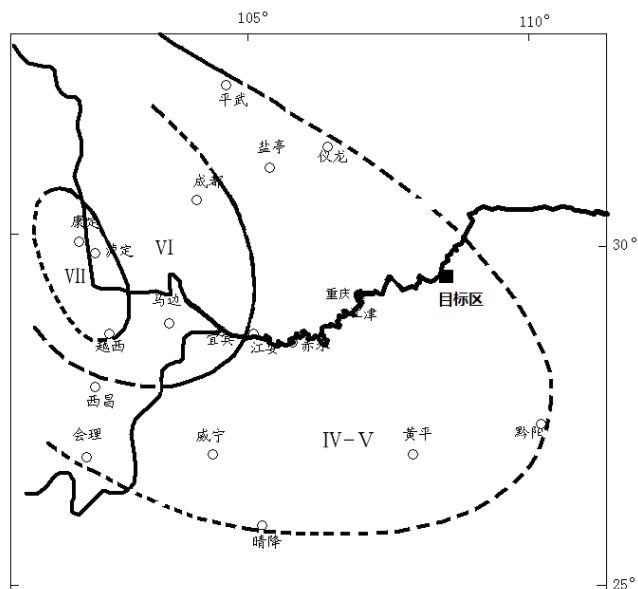 105°
110°
平武
盐亭
仪龙
成都
康定
泸定
VI
30°
VII
马边
重庆
目标区
江津
越西
宜宾
江安
赤水
西昌
会理
威宁
IV-V
黄平
黔阳
晴降
25°